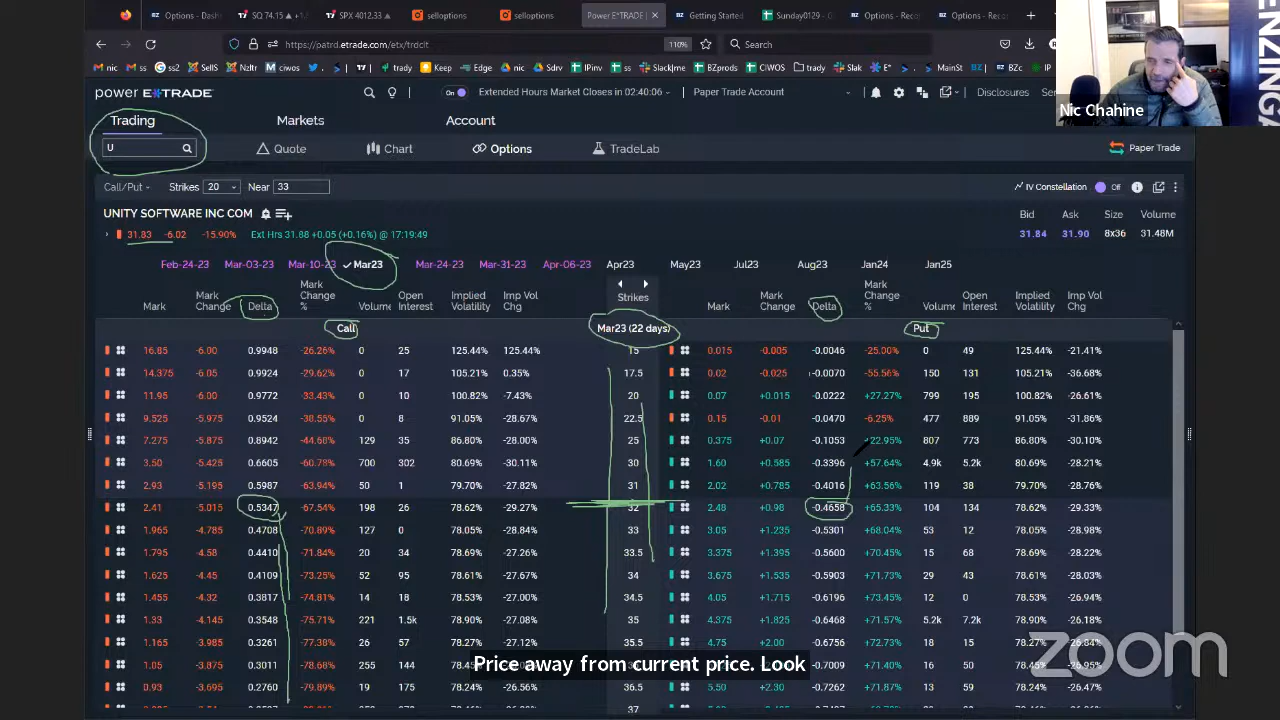 Options - Dash
SQ 74.15
SPX 4012.33
selloptions
selloptions
Power E*TRADE
Getting Started
Sunday0129 -
Options - Reco
Options - Reco
https://patrd.etrade.com/etx/trdcit
110%
Search
nic
ss
ss2
SellS
Nzltr
ciwos
trady
Skip
Edge
nic
Sdrv
IPinv
ss
Slackime
BZprods
CIWOS
trady
Slak
E*
MainSt
BZ
BZc
IP
power E*TRADE
On
Extended Hours Market Closes in 02:40:06
Paper Trade Account
Disclosures
Nic Chahine
BENZINGA
Trading
Markets
Account
U
Quote
Chart
Options
TradeLab
Paper Trade
Call/Put
Strikes
20
Near
33
IV Constellation
Off
UNITY SOFTWARE INC COM
Bid
Ask
Size
Volume
31.83 -6.02 -15.90% Ext Hrs 31.88 +0.05 (+0.16%) @ 17:19:49
31.84
31.90
8x36
31.48M
Feb-24-23
Mar-03-23
Mar-10-23
Mar23
Mar-24-23
Mar-31-23
Apr-06-23
Apr23
May23
Jul23
Aug23
Jan24
Jan25
Mark
Mark Change
Delta
Mark Change %
Volume
Open Interest
Implied Volatility
Imp Vol Chg
Strikes
Mark
Mark Change
Delta
Mark Change %
Volum
Open Interest
Implied Volatility
Imp Vol Chg
Call
Mar23 (22 days)
Put
16.85 -6.00 0.9948 -26.26% 0 25 125.44% 125.44% 15 0.015 -0.005 -0.0046 -25.00% 0 49 125.44% -21.41%
14.375 -6.05 0.9924 -29.62% 0 17 105.21% 0.35% 17.5 0.02 -0.025 -0.0070 -55.56% 150 131 105.21% -36.68%
11.95 -6.00 0.9772 -33.43% 0 10 100.82% -7.43% 20 0.07 +0.015 -0.0222 +27.27% 799 195 100.82% -26.61%
9.525 -5.975 0.9524 -38.55% 0 8 91.05% -28.67% 22.5 0.15 -0.01 -0.0470 -6.25% 477 889 91.05% -31.86%
7.275 -5.875 0.8942 -44.68% 129 35 86.80% -28.00% 25 0.375 +0.07 -0.1053 22.95% 807 773 86.80% -30.10%
3.50 -5.425 0.6605 -60.78% 700 302 80.69% -30.11% 30 1.60 +0.585 -0.3396 +57.64% 4.9k 5.2k 80.69% -28.21%
2.93 -5.195 0.5987 -63.94% 50 1 79.70% -27.82% 31 2.02 +0.785 -0.4016 +63.56% 119 38 79.70% -28.76%
2.41 -5.015 0.5347 -67.54% 198 26 78.62% -29.27% 2.48 +0.98 -0.4658 +65.33% 104 134 78.62% -29.33%
1.965 -4.785 0.4708 -70.89% 127 0 78.05% -28.84% 33 3.05 +1.235 -0.5301 +68.04% 53 12 78.05% -28.99%
1.795 -4.58 0.4410 -71.84% 20 34 78.69% -27.26% 33.5 3.375 +1.395 -0.5600 +70.45% 15 68 78.69% -28.22%
1.625 -4.45 0.4109 -73.25% 52 95 78.61% -27.67% 34 3.675 +1.535 -0.5903 +71.73% 29 43 78.61% -28.03%
1.455 -4.32 0.3817 -74.81% 14 18 78.53% -27.00% 34.5 4.05 +1.715 -0.6196 +73.45% 12 0 78.53% -26.94%
1.33 -4.145 0.3548 -75.71% 221 1.5k 78.90% -27.08% 35 4.375 +1.825 -0.6468 +71.57% 5.2k 7.2k 78.90% -26.18%
1.165 -3.985 0.3261 -77.38% 26 57 78.27% -27.12% 35.5 4.75 +2.00 -0.6756 +72.73% 18 15 78.27% -26.84%
1.05 -3.875 0.3011 -78.68% 255 144 -0.7009 +71.40% 16 50
0.93 -3.695 0.2760 -79.89% 19 175 78.24% -26.56% 36.5 5.50 +2.30 -0.7262 +71.87% 13 59 78.24% -26.47%
37
Price away from current price. Look
zoom